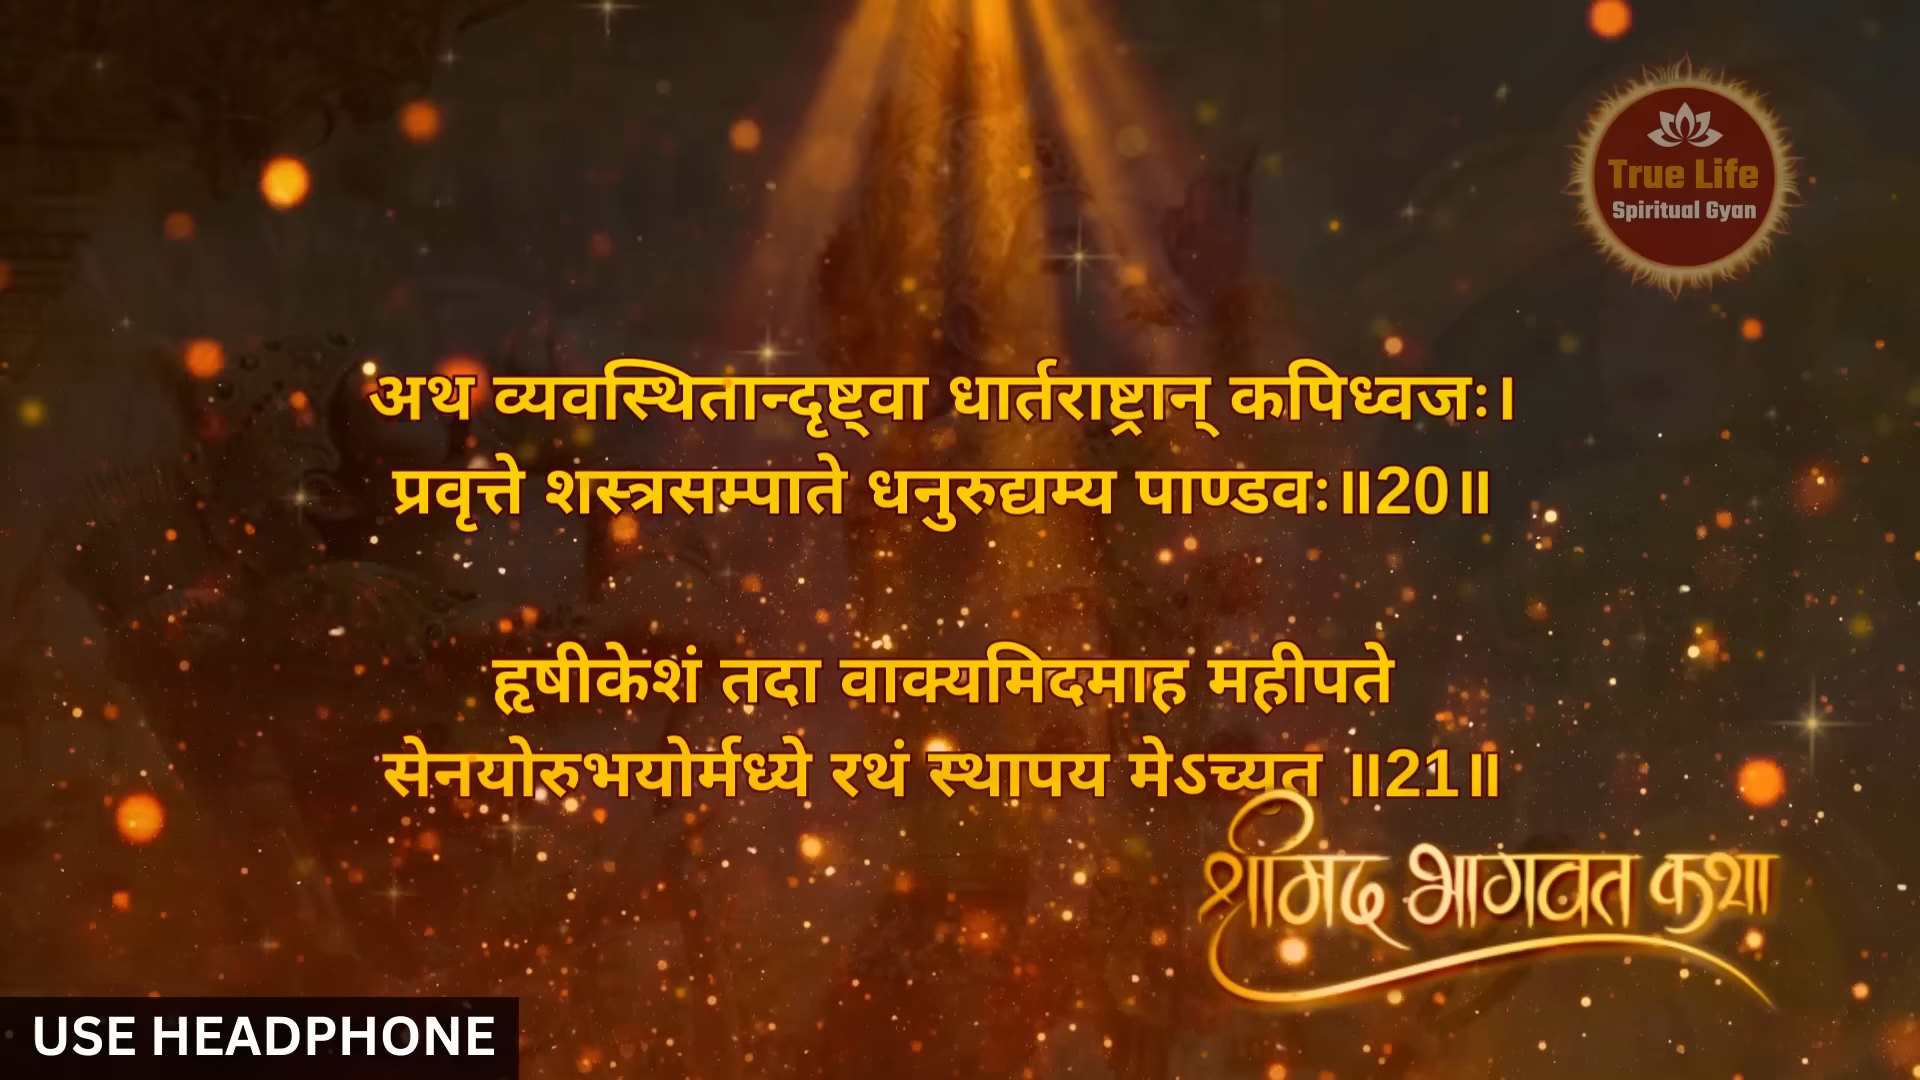 True Life
Spiritual Gyan
अथ व्यवस्थितान्दृष्ट्वा धार्तराष्ट्रान् कपिध्वजः।
प्रवृत्ते शस्त्रसम्पाते धनुरुद्यम्य पाण्डवः॥20॥
हृषीकेशं तदा वाक्यमिदमाह महीपते
सेनयोरुभयोर्मध्ये रथं स्थापय मेऽच्युत ॥21॥
श्रीमद भागवत कथा
USE HEADPHONE